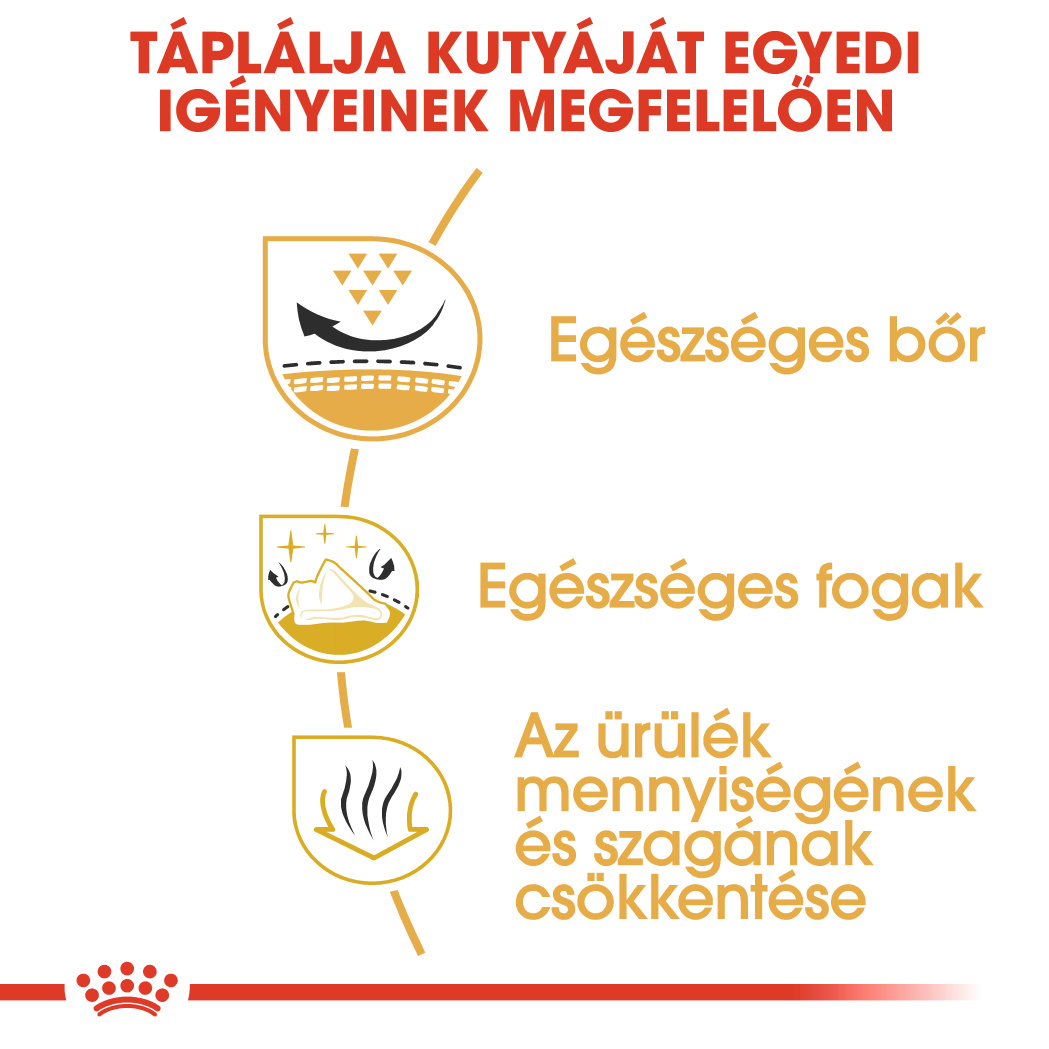 TÁPLÁLJA KUTYÁJÁT EGYEDI
IGÉNYEINEK MEGFELELŐEN
Egészséges bőr
Egészséges fogak
Az ürülék
mennyiségének
és szagának
csökkentése